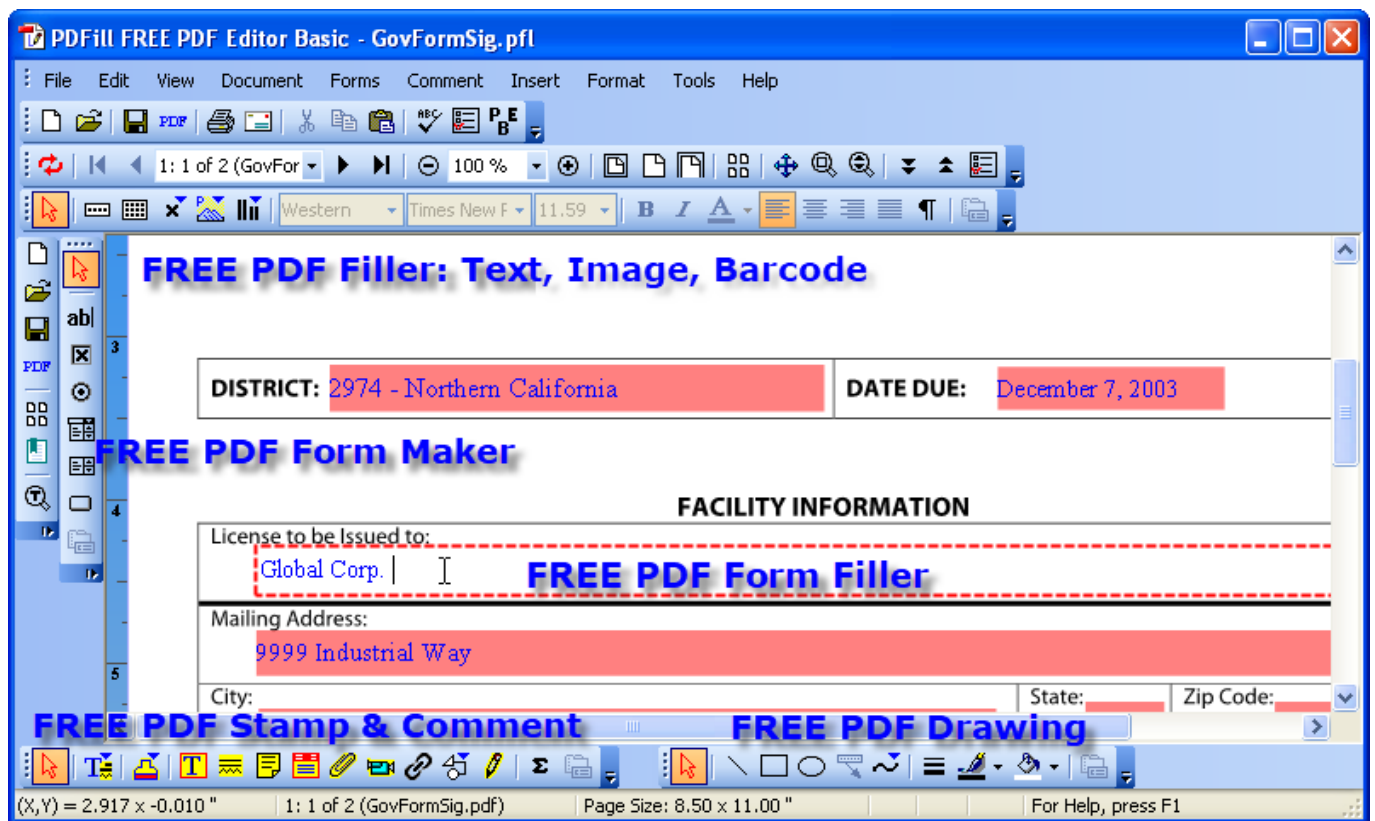 PDFill FREE PDF Editor Basic - GovFormSig.pfl
File Edit View Document Forms Comment Insert Format Tools Help
PDF ABC P B E
1: 1 of 2 (GovFor 100 %
Western Times New F 11.59 B I A ¶
FREE PDF Filler: Text, Image, Barcode
ab|
3
PDF
DISTRICT: 2974 - Northern California DATE DUE: December 7, 2003
FREE PDF Form Maker
4
FACILITY INFORMATION
License to be Issued to:
Global Corp.
FREE PDF Form Filler
Mailing Address:
9999 Industrial Way
5
City: State: Zip Code:
FREE PDF Stamp & Comment FREE PDF Drawing
T T Σ
(X,Y) = 2.917 x -0.010 " 1: 1 of 2 (GovFormSig.pdf) Page Size: 8.50 x 11.00 " For Help, press F1